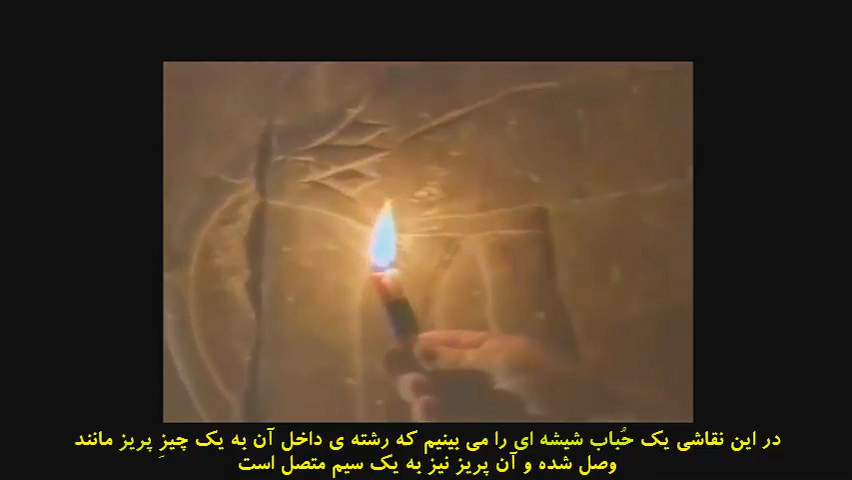 در این نقاشی یک حُباب شیشه ای را می بینیم که رشته ی داخل آن به یک چیزِ پریز مانند
وصل شده و آن پریز نیز به یک سیم متصل است